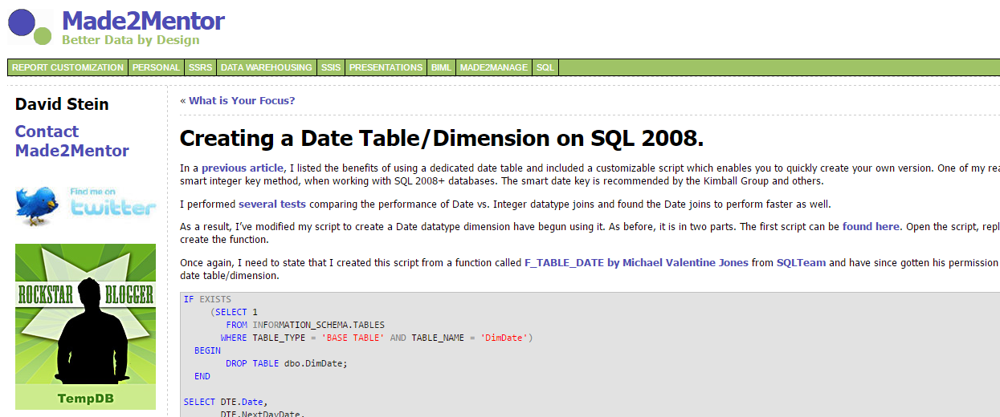 Made2Mentor
Better Data by Design
REPORT CUSTOMIZATION PERSONAL SSRS DATA WAREHOUSING SSIS PRESENTATIONS BIML MADE2MANAGE SQL
David Stein
Contact
Made2Mentor
Find me on
twitter
ROCKSTAR BLOGGER
TempDB
« What is Your Focus?
Creating a Date Table/Dimension on SQL 2008.
In a previous article, I listed the benefits of using a dedicated date table and included a customizable script which enables you to quickly create your own version. One of my rea
smart integer key method, when working with SQL 2008+ databases. The smart date key is recommended by the Kimball Group and others.
I performed several tests comparing the performance of Date vs. Integer datatype joins and found the Date joins to perform faster as well.
As a result, I've modified my script to create a Date datatype dimension have begun using it. As before, it is in two parts. The first script can be found here. Open the script, repl
create the function.
Once again, I need to state that I created this script from a function called F_TABLE_DATE by Michael Valentine Jones from SQLTeam and have since gotten his permission
date table/dimension.
IF EXISTS
(SELECT 1
FROM INFORMATION_SCHEMA.TABLES
WHERE TABLE_TYPE = 'BASE TABLE' AND TABLE_NAME = 'DimDate')
BEGIN
DROP TABLE dbo.DimDate;
END
SELECT DTE.Date,
DTE.NextDayDate,